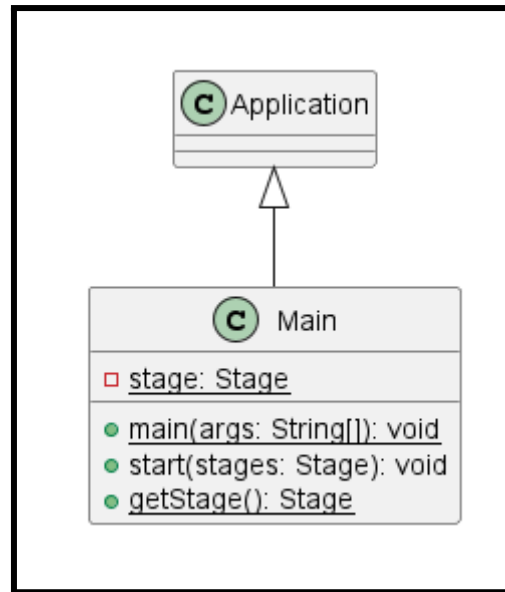 C Application
C Main
stage: Stage
main(args: String[]): void
start(stages: Stage): void
getStage(): Stage